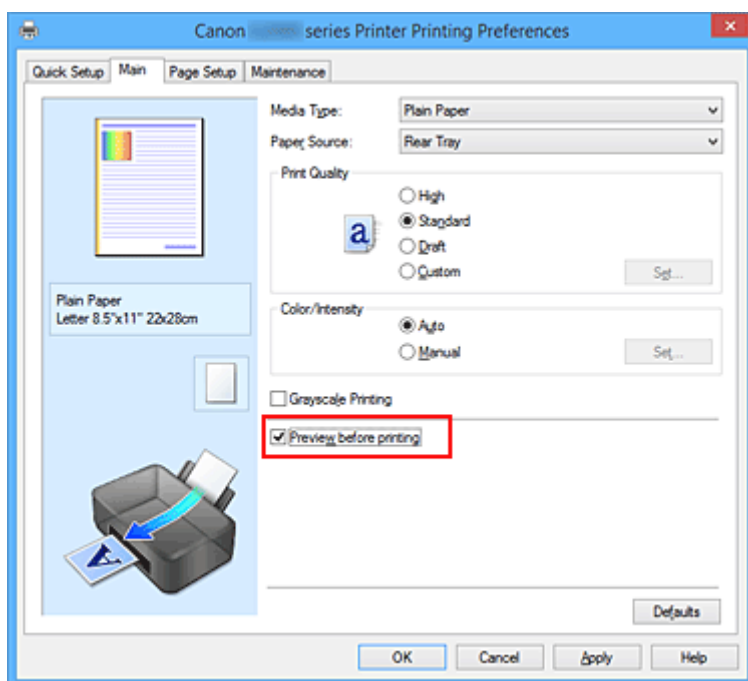 Canon series Printer Printing Preferences
Quick Setup Main Page Setup Maintenance
Media Type: Plain Paper
Paper Source: Rear Tray
Print Quality
High
a
Standard
Draft
Custom
Set...
Plain Paper
Letter 8.5"x11" 22x28cm
Color/Intensity
Auto
Manual
Set...
Grayscale Printing
Preview before printing
A
Defaults
OK Cancel Apply Help